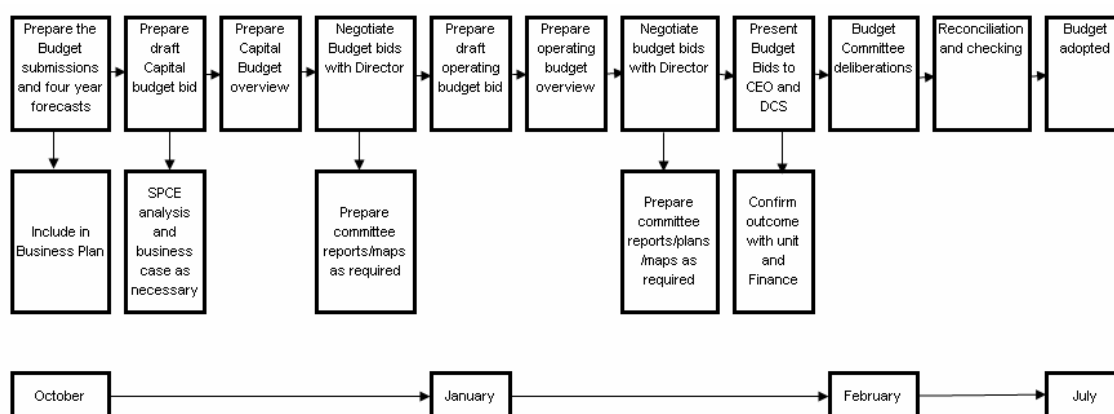 Prepare the
Budget
submissions
and four year
forecasts
Prepare
draft
Capital
budget bid
Prepare
Capital
Budget
overview
Negotiate
Budget bids
with Director
Prepare
draft
operating
budget bid
Prepare
operating
budget
overview
Negotiate
budget bids
with Director
Present
Budget
Bids to
CEO and
DCS
Budget
Committee
deliberations
Reconciliation
and checking
Budget
adopted
Include in
Business Plan
SPCE
analysis
and
business
case as
necessary
Prepare
committee
reports/maps
as required
Prepare
committee
reports/plans
/maps as
required
Confirm
outcome
with unit
and
Finance
October
January
February
July